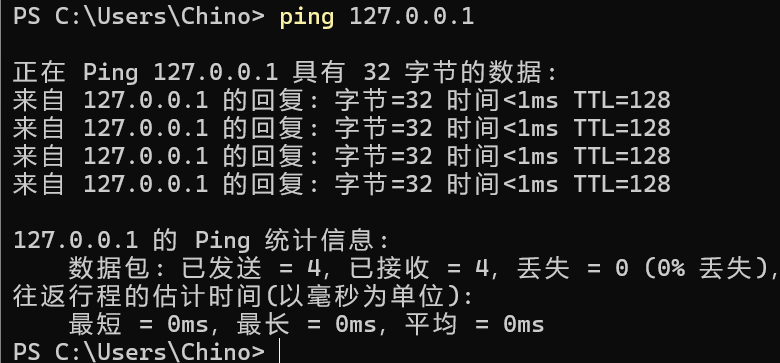 PS C:\Users\Chino> ping 127.0.0.1
正在 Ping 127.0.0.1 具有 32 字节的数据:
来自 127.0.0.1 的回复: 字节=32 时间<1ms TTL=128
来自 127.0.0.1 的回复: 字节=32 时间<1ms TTL=128
来自 127.0.0.1 的回复: 字节=32 时间<1ms TTL=128
来自 127.0.0.1 的回复: 字节=32 时间<1ms TTL=128
127.0.0.1 的 Ping 统计信息:
数据包: 已发送 = 4, 已接收 = 4, 丢失 = 0 (0% 丢失),
往返行程的估计时间(以毫秒为单位):
最短 = 0ms, 最长 = 0ms, 平均 = 0ms
PS C:\Users\Chino>